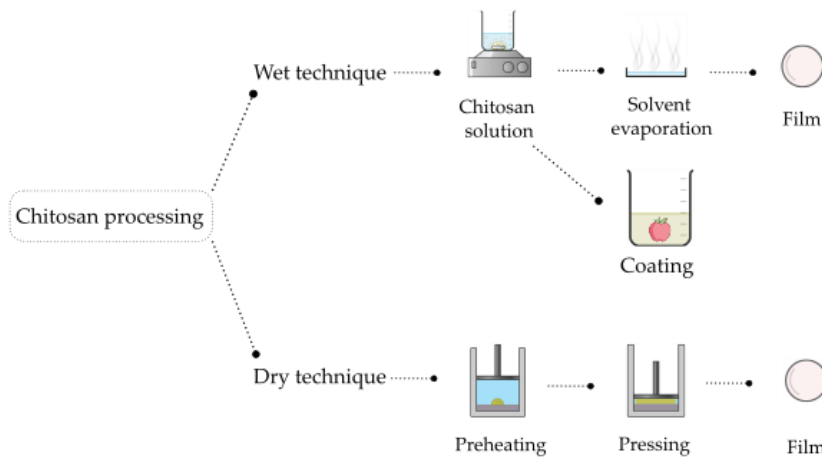 Wet technique
Chitosan
solution
Solvent
evaporation
Film
Chitosan processing
Coating
Dry technique
Preheating
Pressing
Film